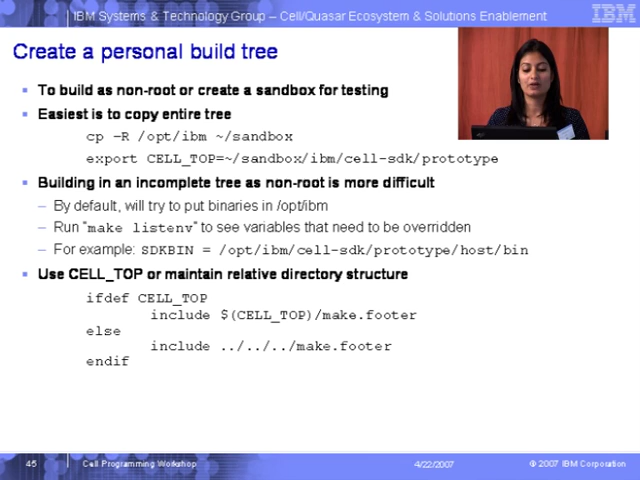 IBM Systems & Technology Group – Cell/Quasar Ecosystem & Solutions Enablement
IBM
Create a personal build tree
To build as non-root or create a sandbox for testing
Easiest is to copy entire tree
cp -R /opt/ibm ~/sandbox
export CELL_TOP=~/sandbox/ibm/cell-sdk/prototype
Building in an incomplete tree as non-root is more difficult
– By default, will try to put binaries in /opt/ibm
– Run "make listenv" to see variables that need to be overridden
– For example: SDKBIN = /opt/ibm/cell-sdk/prototype/host/bin
Use CELL_TOP or maintain relative directory structure
ifdef CELL_TOP
include $(CELL_TOP)/make.footer
else
include ../../../make.footer
endif
45
Cell Programming Workshop
4/22/2007
© 2007 IBM Corporation